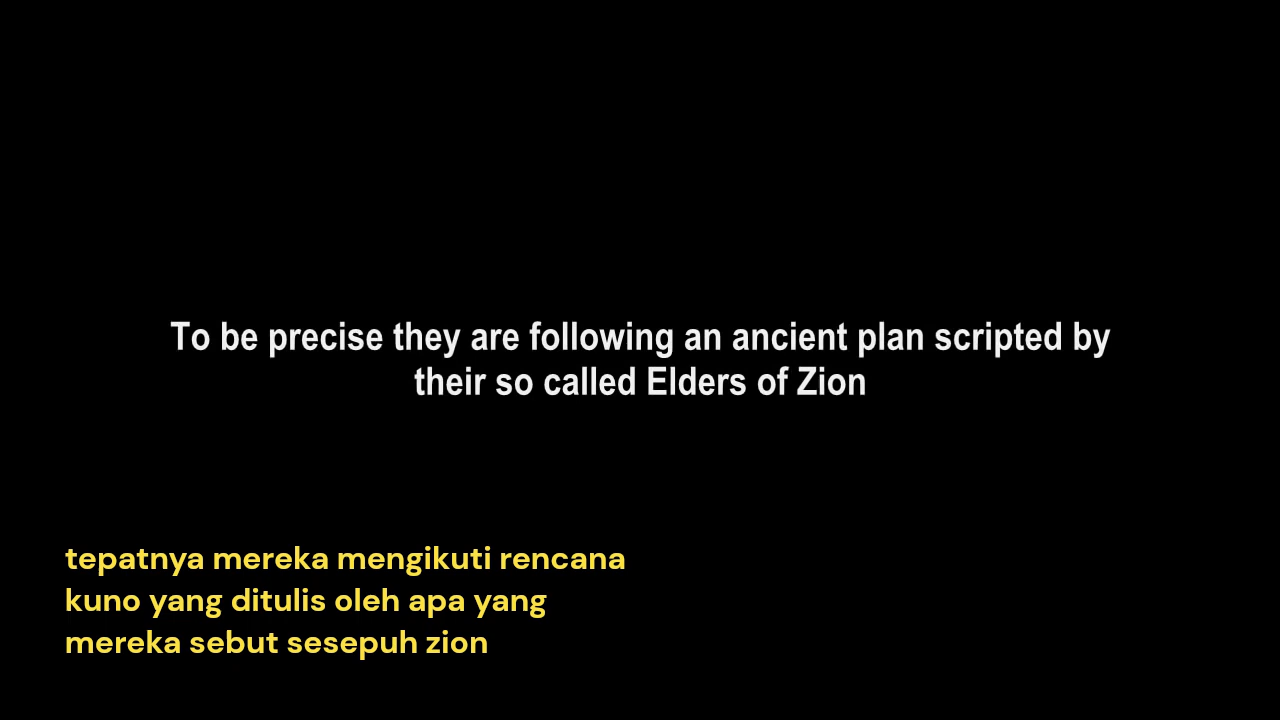 To be precise they are following an ancient plan scripted by
their so called Elders of Zion
tepatnya mereka mengikuti rencana
kuno yang ditulis oleh apa yang
mereka sebut sesepuh zion